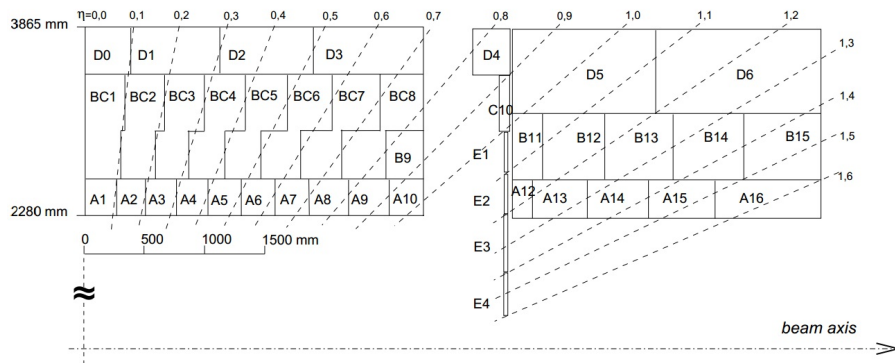 3865 mm η=0,0 0,1 0,2 0,3 0,4 0,5 0,6 0,7 0,8 0,9 1,0 1,1 1,2
1,3
D0 D1 D2 D3 D4
D5 D6
BC1 BC2 BC3 BC4 BC5 BC6 BC7 BC8
1,4
C10
B11 B12 B13 B14 B15 1,5
E1 B9
1,6
A1 A2 A3 A4 A5 A6 A7 A8 A9 A10 E2 A12 A13 A14 A15 A16
2280 mm
0 500 1000 1500 mm
E3
E4
beam axis